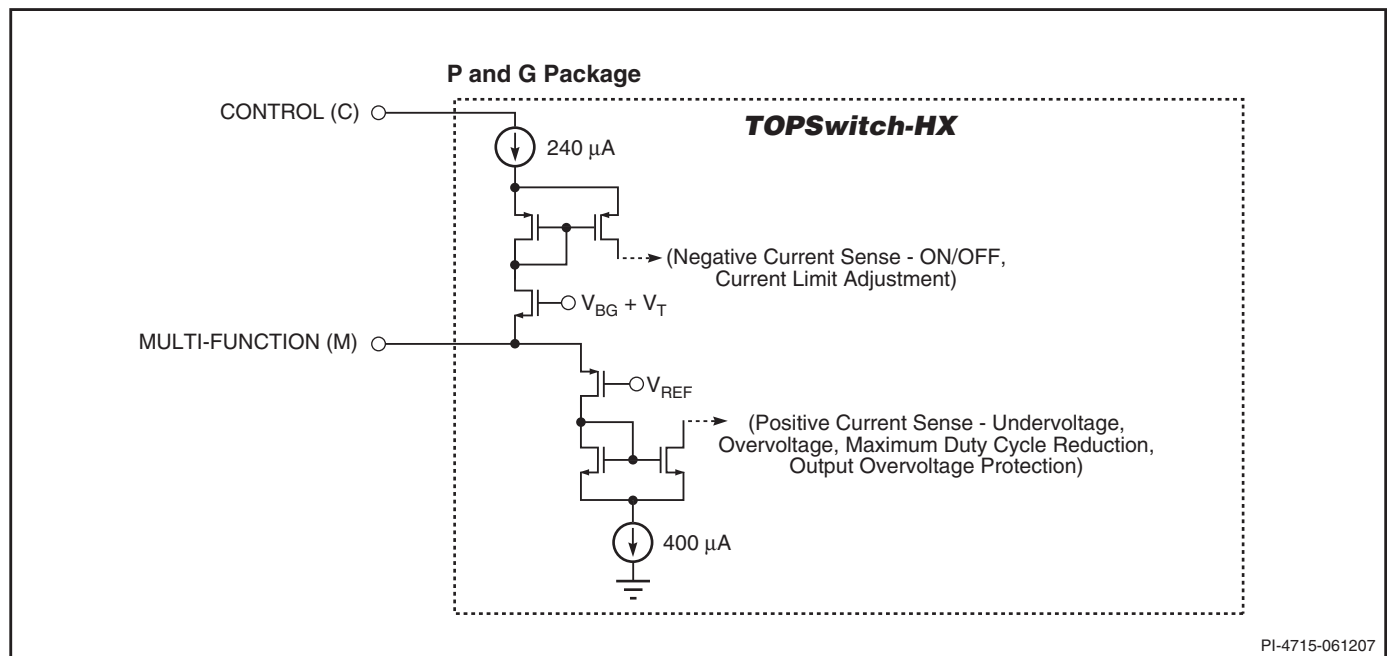 P and G Package
CONTROL (C)
TOPSwitch-HX
240 μA
(Negative Current Sense - ON/OFF,
Current Limit Adjustment)
V_BG + V_T
MULTI-FUNCTION (M)
V_REF
(Positive Current Sense - Undervoltage,
Overvoltage, Maximum Duty Cycle Reduction,
Output Overvoltage Protection)
400 μA
PI-4715-061207